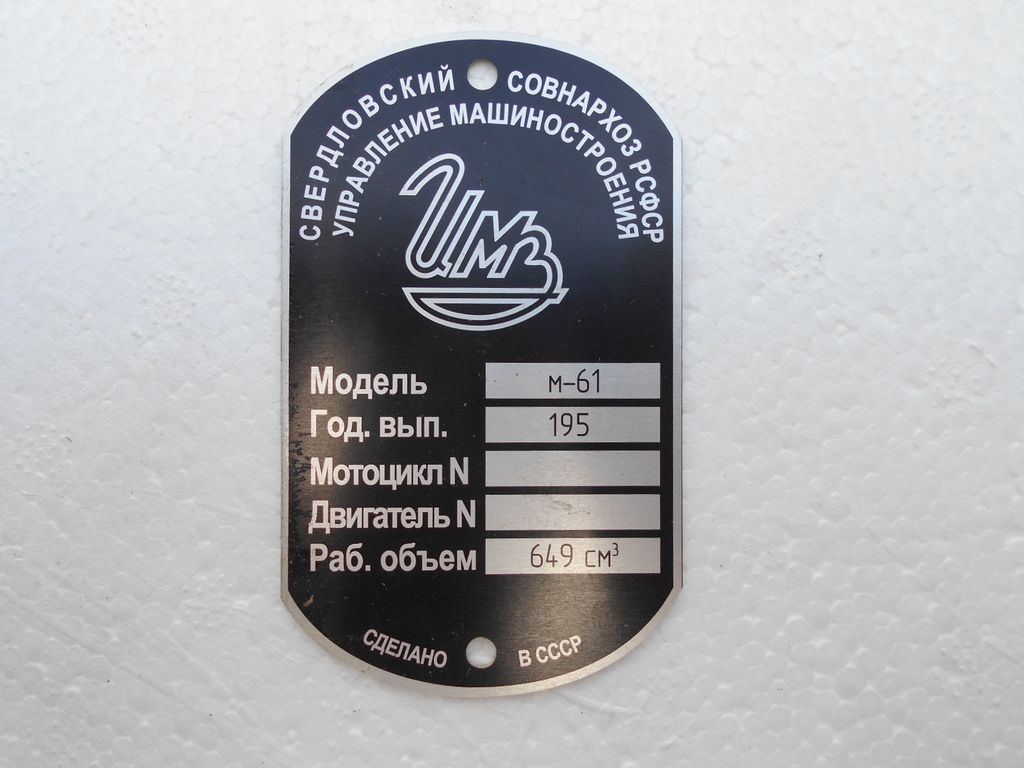 СВЕРДЛОВСКИЙ СОВНАРХОЗ РСФСР
УПРАВЛЕНИЕ МАШИНОСТРОЕНИЯ
ИМЗ
Модель м-61
Год. вып. 195
Мотоцикл N
Двигатель N
Раб. объем 649 см³
СДЕЛАНО В СССР